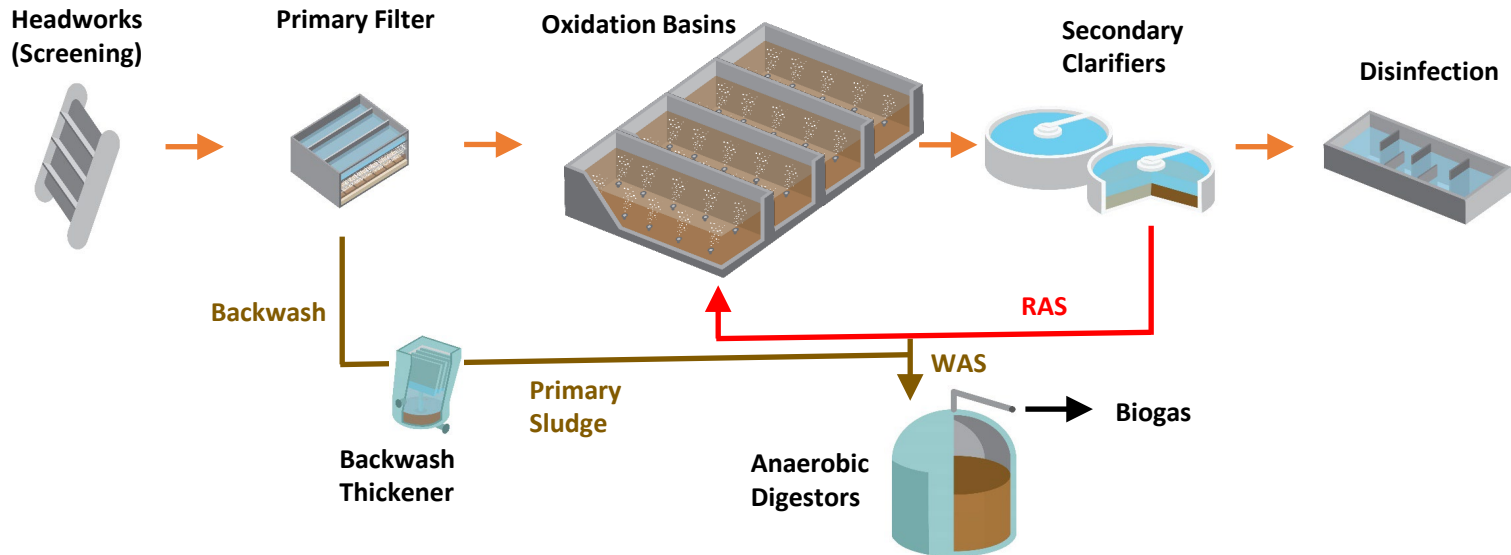 Headworks
(Screening)
Primary Filter
Oxidation Basins
Secondary
Clarifiers
Disinfection
Backwash
RAS
WAS
Primary
Sludge
Biogas
Backwash
Thickener
Anaerobic
Digestors